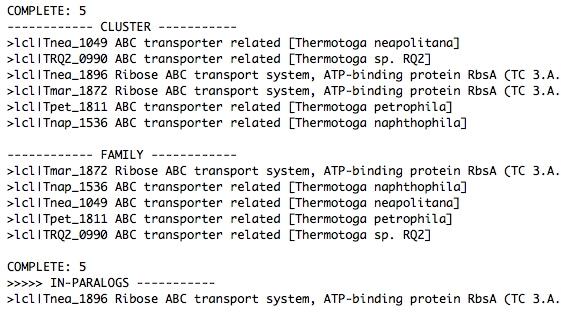 COMPLETE: 5
------------ CLUSTER -----------
>lcl|Tnea_1049 ABC transporter related [Thermotoga neapolitana]
>lcl|TRQ2_0990 ABC transporter related [Thermotoga sp. RQ2]
>lcl|Tnea_1896 Ribose ABC transport system, ATP-binding protein RbsA (TC 3.A.
>lcl|Tmar_1872 Ribose ABC transport system, ATP-binding protein RbsA (TC 3.A.
>lcl|Tpet_1811 ABC transporter related [Thermotoga petrophila]
>lcl|Tnap_1536 ABC transporter related [Thermotoga naphthophila]
------------ FAMILY ------------
>lcl|Tmar_1872 Ribose ABC transport system, ATP-binding protein RbsA (TC 3.A.
>lcl|Tnap_1536 ABC transporter related [Thermotoga naphthophila]
>lcl|Tnea_1049 ABC transporter related [Thermotoga neapolitana]
>lcl|Tpet_1811 ABC transporter related [Thermotoga petrophila]
>lcl|TRQ2_0990 ABC transporter related [Thermotoga sp. RQ2]
COMPLETE: 5
>>>>> IN-PARALOGS -----------
>lcl|Tnea_1896 Ribose ABC transport system, ATP-binding protein RbsA (TC 3.A.